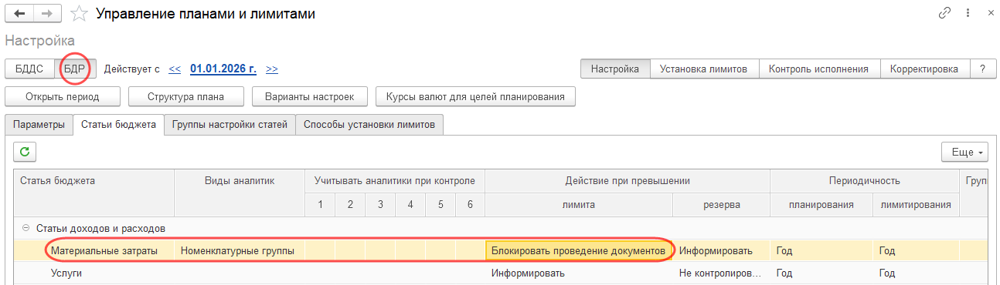 Управление планами и лимитами
Настройка
БДДС БДР Действует с << 01.01.2026 г. >> Настройка Установка лимитов Контроль исполнения Корректировка ?
Открыть период Структура плана Варианты настроек Курсы валют для целей планирования
Параметры Статьи бюджета Группы настройки статей Способы установки лимитов
Еще
Статья бюджета Виды аналитик Учитывать аналитики при контроле Действие при превышении Периодичность Груп
1 2 3 4 5 6 лимита резерва планирования лимитирования
Статьи доходов и расходов
Материальные затраты Номенклатурные группы Блокировать проведение документов Информировать Год Год
Услуги Информировать Не контролиров... Год Год